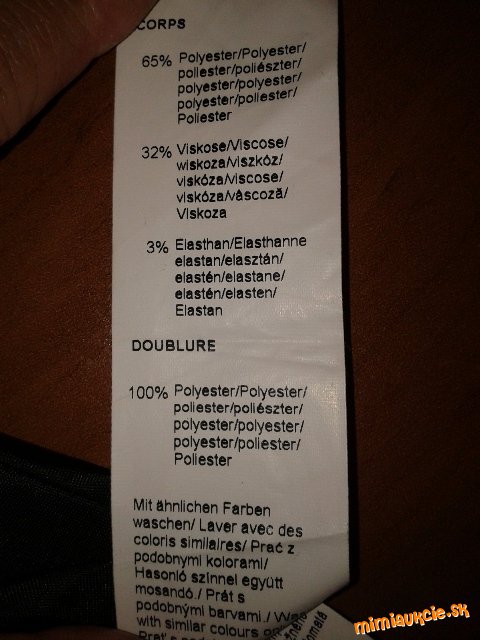 CORPS
65% Polyester/Polyester/
poliester/poliészter/
polyester/polyester/
polyester/poliester/
Poliester
32% Viskose/Viscose/
wiskoza/viszkóz/
viskóza/viscose/
viskóza/vâscoză/
Viskoza
3% Elasthan/Elasthanne
elastan/elasztán/
elastén/elastane/
elastén/elasten/
Elastan
DOUBLURE
100% Polyester/Polyester/
poliester/poliészter/
polyester/polyester/
polyester/poliester/
Poliester
Mit ähnlichen Farben
waschen/ Laver avec des
coloris similaires/ Prać z
podobnymi kolorami/
Hasonló szinnel együtt
mosandó./ Prát s
podobnými barvami./
with similar colours
mimiaukcie.sk